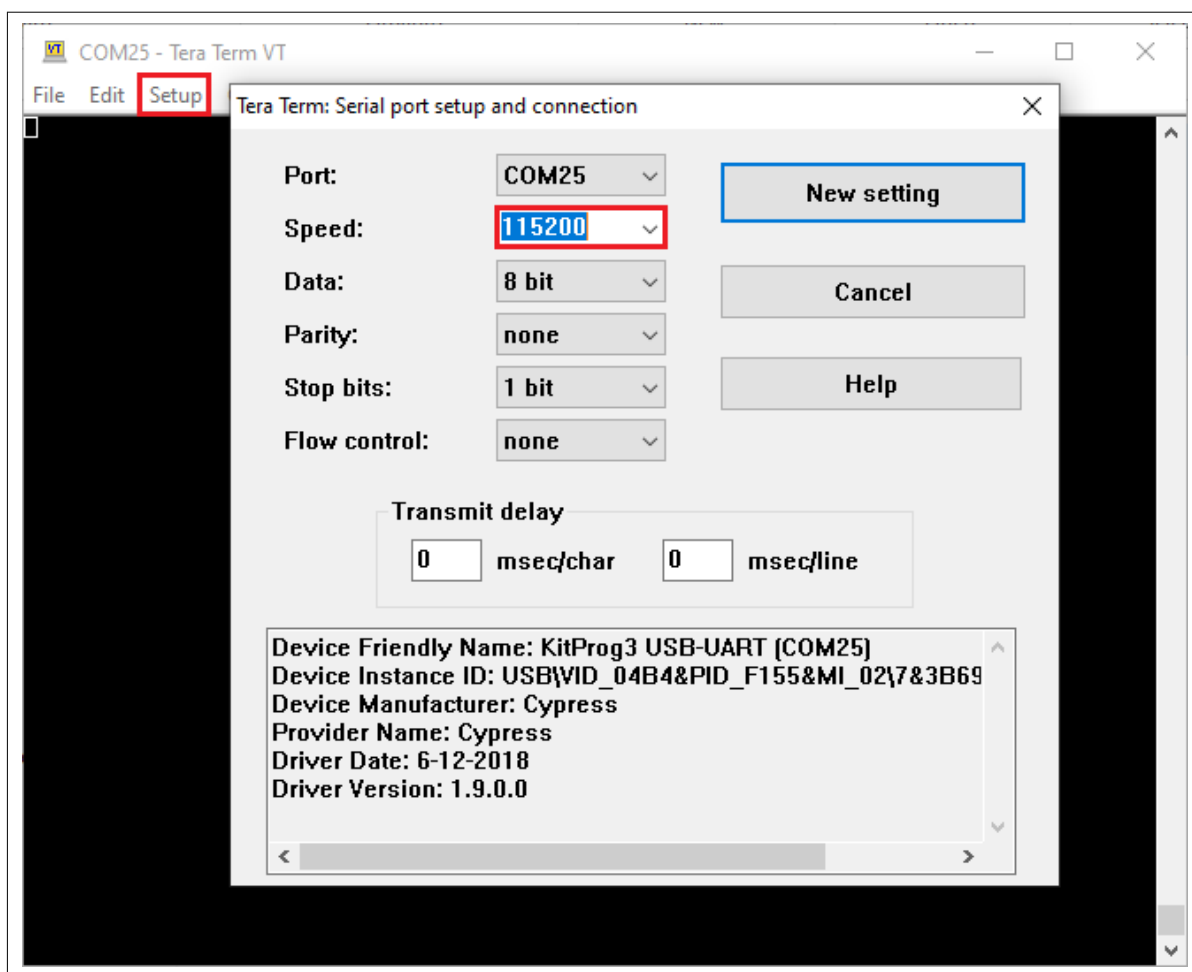 COM25 - Tera Term VT
File Edit Setup
Tera Term: Serial port setup and connection
Port: COM25 New setting
Speed: 115200
Data: 8 bit Cancel
Parity: none
Stop bits: 1 bit Help
Flow control: none
Transmit delay
0 msec/char 0 msec/line
Device Friendly Name: KitProg3 USB-UART (COM25)
Device Instance ID: USB\VID_04B4&PID_F155&MI_02\7&3B69
Device Manufacturer: Cypress
Provider Name: Cypress
Driver Date: 6-12-2018
Driver Version: 1.9.0.0